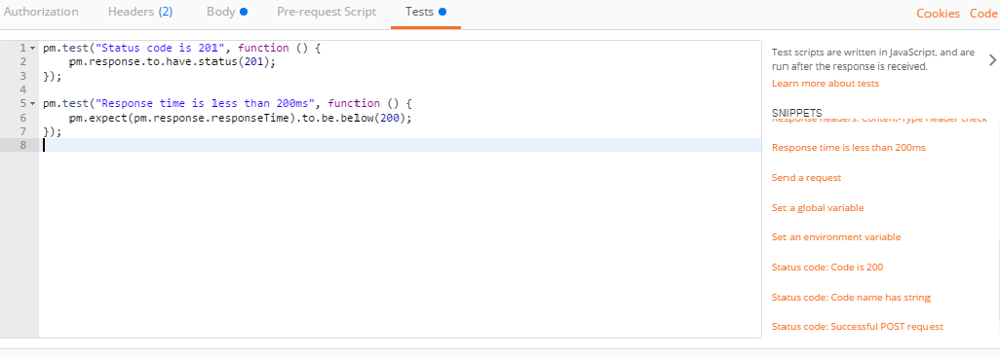 Authorization Headers (2) Body Pre-request Script Tests Cookies Code
1 pm.test("Status code is 201", function () {
2 pm.response.to.have.status(201);
3 });
4
5 pm.test("Response time is less than 200ms", function () {
6 pm.expect(pm.response.responseTime).to.be.below(200);
7 });
8
Test scripts are written in JavaScript, and are
run after the response is received.
Learn more about tests
SNIPPETS
Response headers: Content-Type header check
Response time is less than 200ms
Send a request
Set a global variable
Set an environment variable
Status code: Code is 200
Status code: Code name has string
Status code: Successful POST request